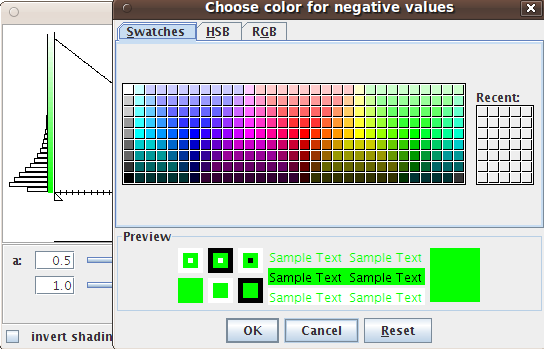 Choose color for negative values
Swatches HSB RGB
Recent:
Preview
Sample Text Sample Text
Sample Text Sample Text
Sample Text Sample Text
a: 0.5
1.0
OK Cancel Reset
invert shadin